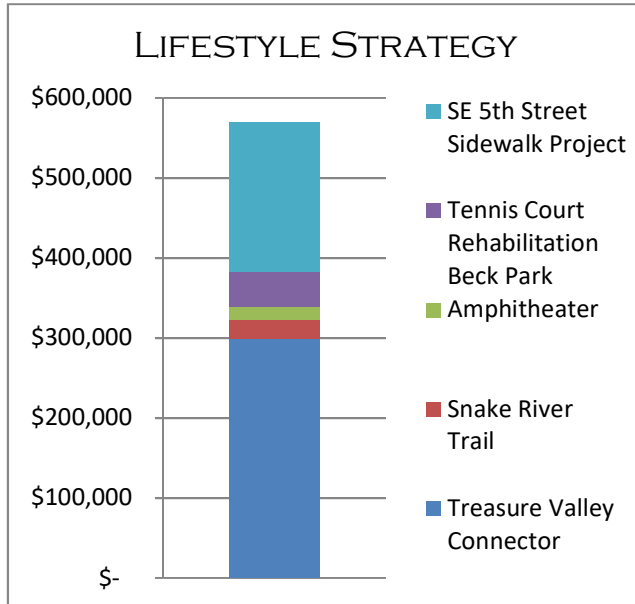 LIFESTYLE STRATEGY
$600,000
$500,000
$400,000
$300,000
$200,000
$100,000
$-
SE 5th Street
Sidewalk Project
Tennis Court
Rehabilitation
Beck Park
Amphitheater
Snake River
Trail
Treasure Valley
Connector